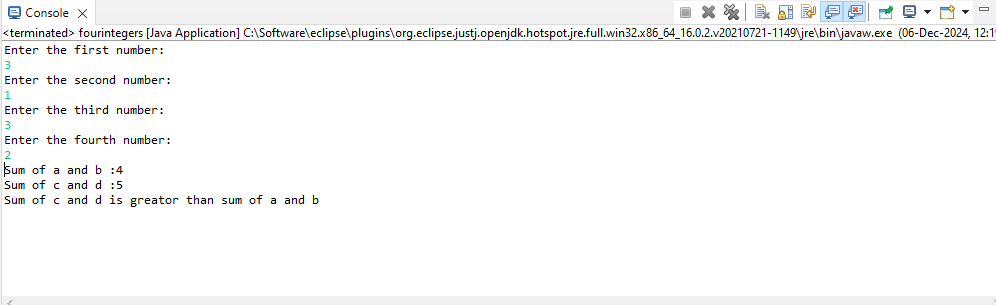 Console
<terminated> fourintegers [Java Application] C:\Software\eclipse\plugins\org.eclipse.justj.openjdk.hotspot.jre.full.win32.x86_64_16.0.2.v20210721-1149\jre\bin\javaw.exe (06-Dec-2024, 12:19
Enter the first number:
3
Enter the second number:
1
Enter the third number:
3
Enter the fourth number:
2
Sum of a and b :4
Sum of c and d :5
Sum of c and d is greator than sum of a and b